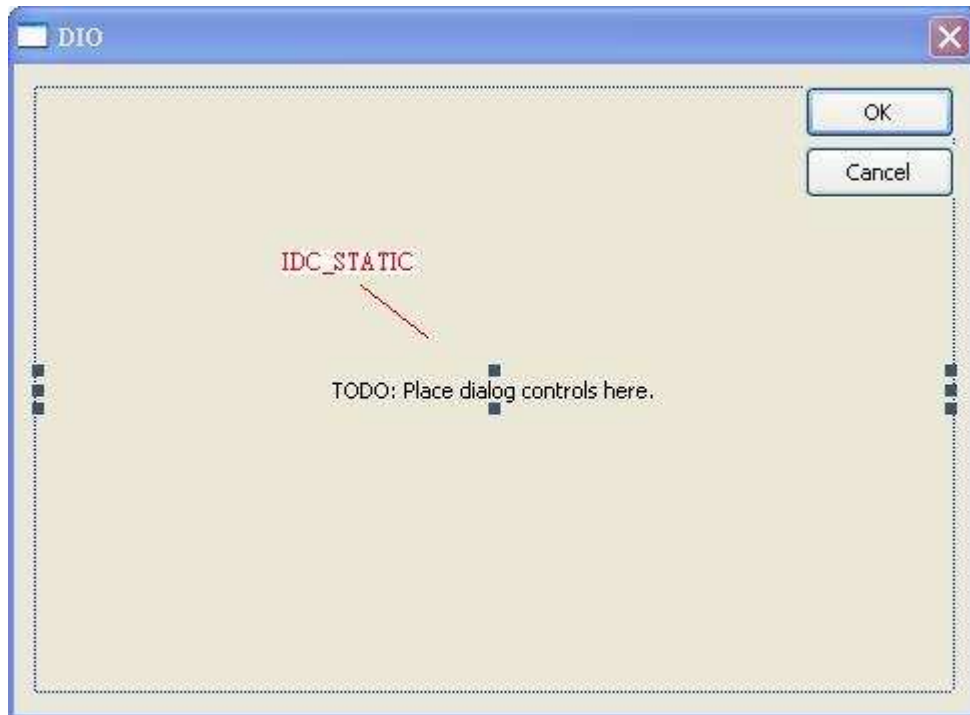 DIO
OK
Cancel
IDC_STATIC
TODO: Place dialog controls here.